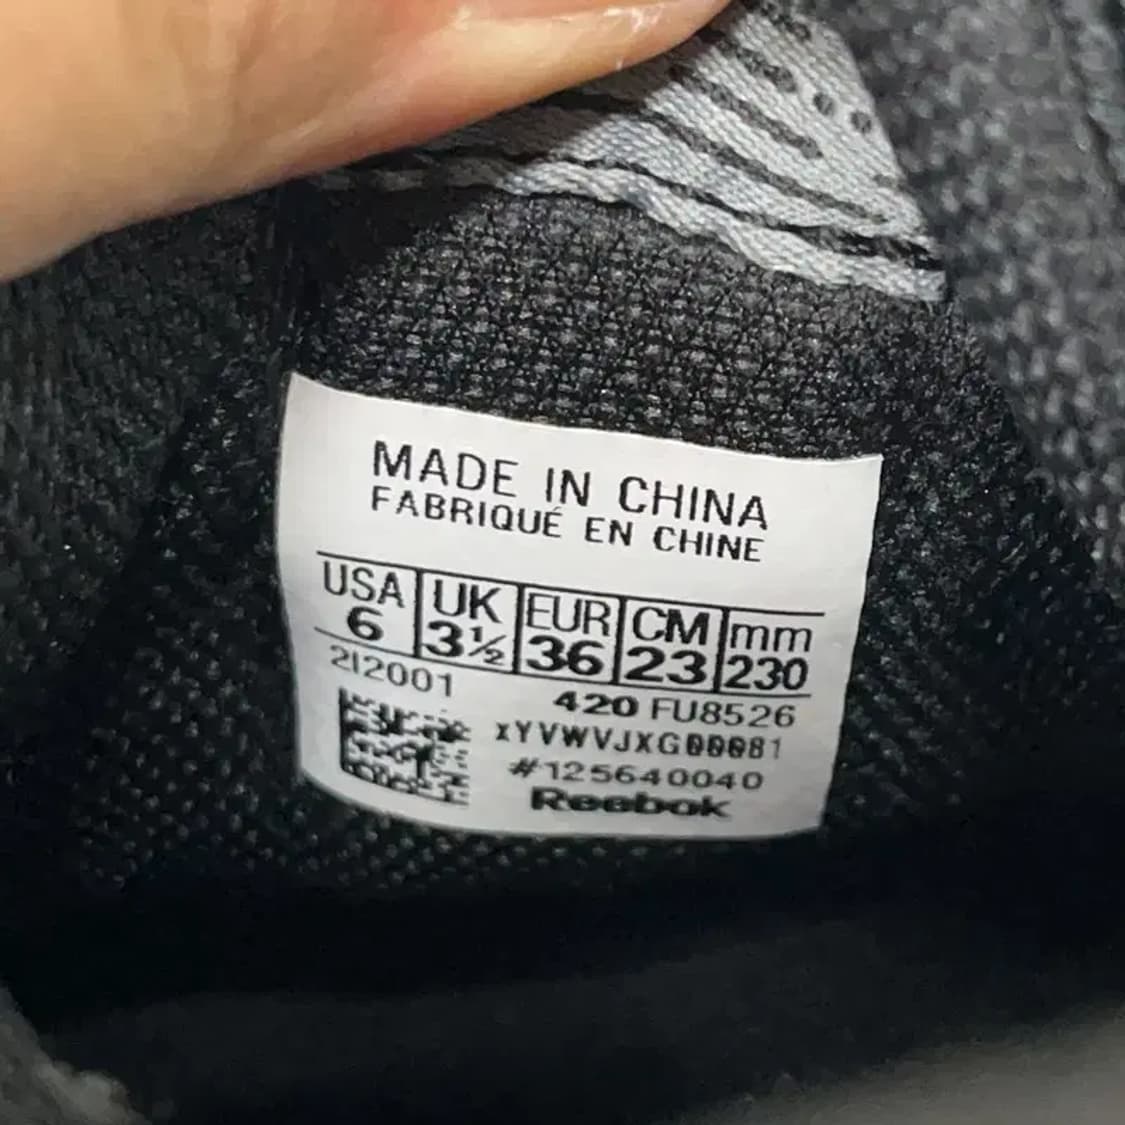 MADE IN CHINA
FABRIQUÉ EN CHINE
USA UK EUR CM mm
6 3½ 36 23 230
212001
420 FU8526
xYVWVJXG00081
#125640040
Reebok